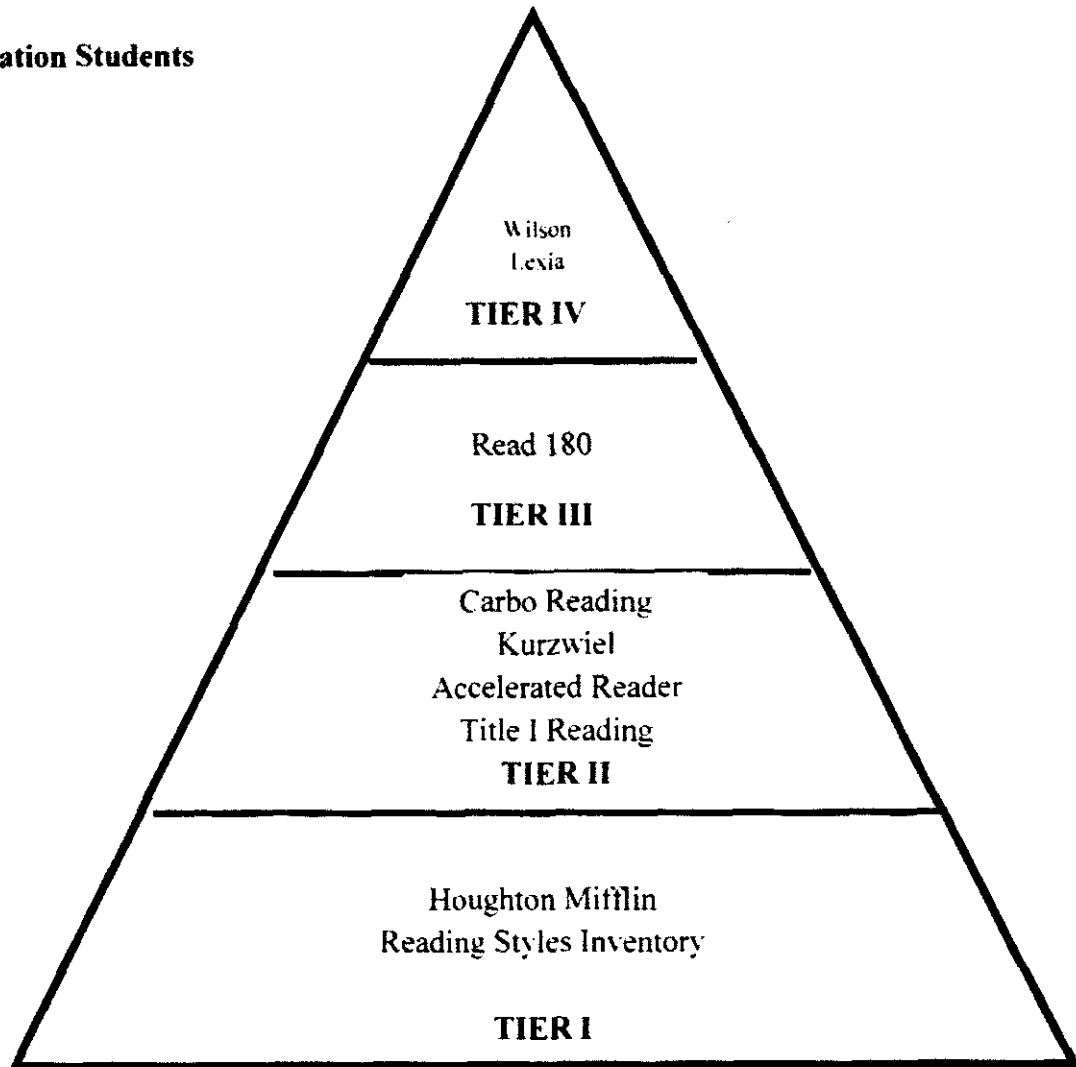 ation Students
Wilson
Lexia
TIER IV
Read 180
TIER III
Carbo Reading
Kurzwiel
Accelerated Reader
Title I Reading
TIER II
Houghton Mifflin
Reading Styles Inventory
TIER I